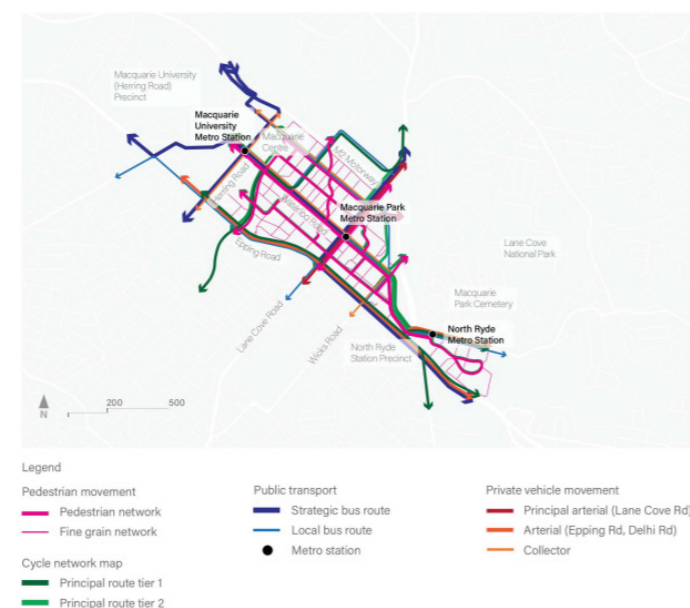 Macquarie University
(Herring Road)
Precinct
Macquarie
University
Metro Station
Macquarie
Centre
M2 Motorway
Herring Road
Waterloo Road
Macquarie Park
Metro Station
Epping Road
Lane Cove
National Park
Lane Cove Road
Wicks Road
Macquarie
Park Cemetery
North Ryde
Metro Station
North Ryde
Station Precinct
N
200
500
Legend
Pedestrian movement
Pedestrian network
Fine grain network
Cycle network map
Principal route tier 1
Principal route tier 2
Public transport
Strategic bus route
Local bus route
Metro station
Private vehicle movement
Principal arterial (Lane Cove Rd)
Arterial (Epping Rd, Delhi Rd)
Collector